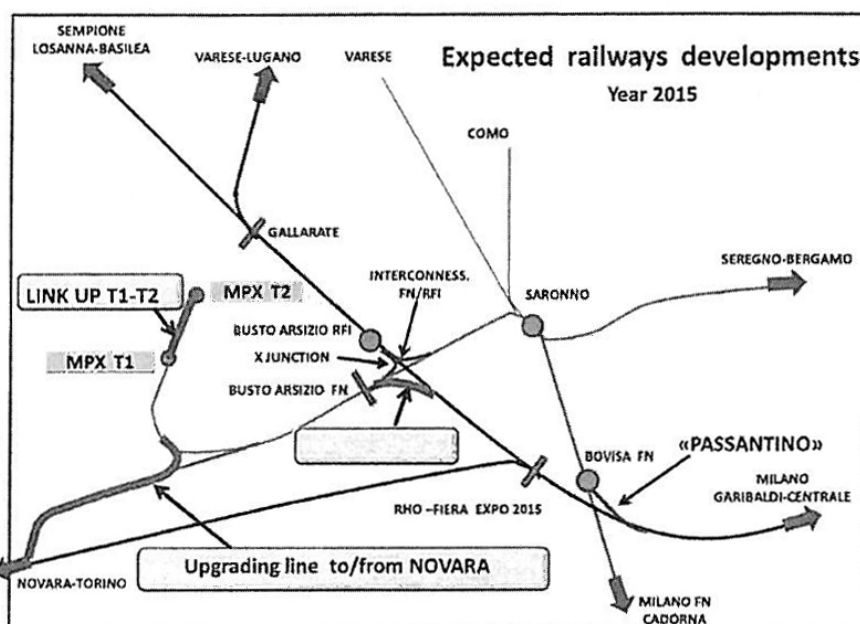 SEMPIONE
LOSANNA-BASILEA
VARESE-LUGANO
VARESE
Expected railways developments
Year 2015
COMO
GALLARATE
INTERCONNESS.
FN/RFI
SEREGNO-BERGAMO
LINK UP T1-T2
MPX T2
SARONNO
BUSTO ARSIZIO RFI
MPX T1
X JUNCTION
BUSTO ARSIZIO FN
BOVISA FN
«PASSANTINO»
MILANO
GARIBALDI-CENTRALE
RHO –FIERA EXPO 2015
Upgrading line to/from NOVARA
NOVARA-TORINO
MILANO FN
CADORNA